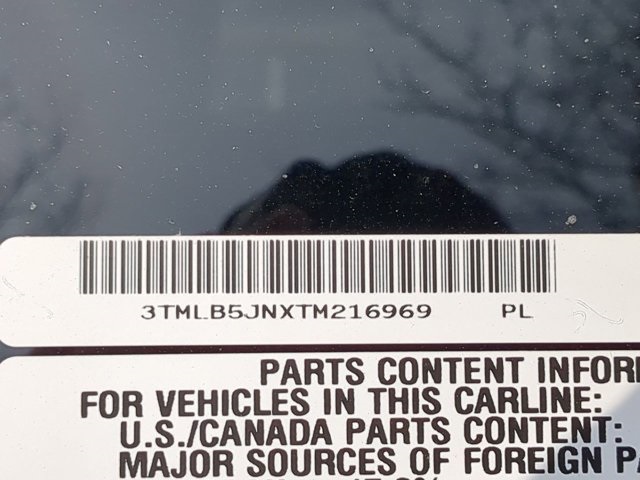 3TMLB5JNXTM216969 PL
PARTS CONTENT
FOR VEHICLES IN THIS CARLINE:
U.S./CANADA PARTS CONTENT:
MAJOR SOURCES OF FOREIGN